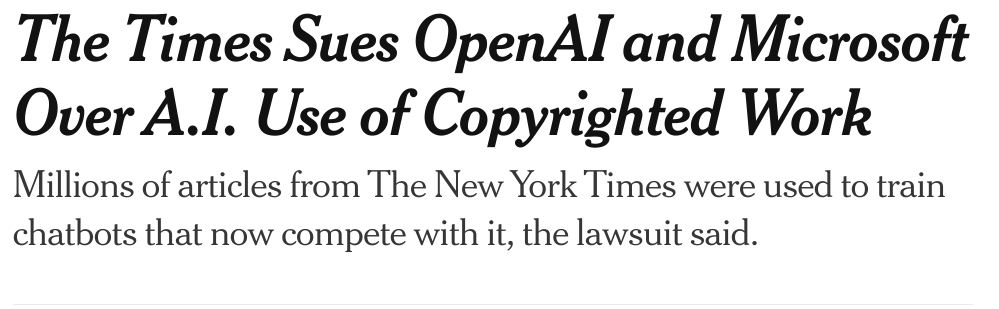 The Times Sues OpenAI and Microsoft
Over A.I. Use of Copyrighted Work
Millions of articles from The New York Times were used to train
chatbots that now compete with it, the lawsuit said.